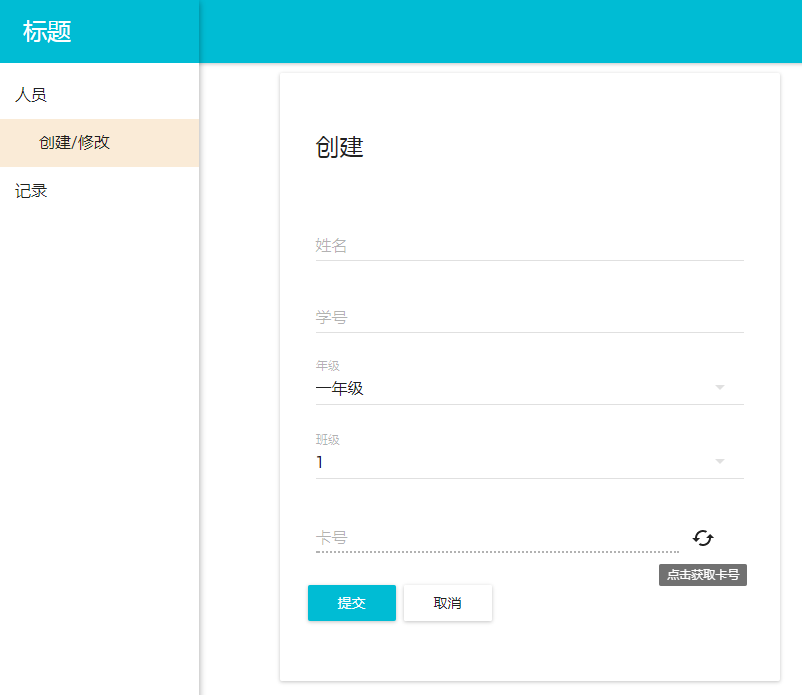 标题
人员
创建/修改
记录
创建
姓名
学号
年级
一年级
班级
1
卡号
点击获取卡号
提交
取消